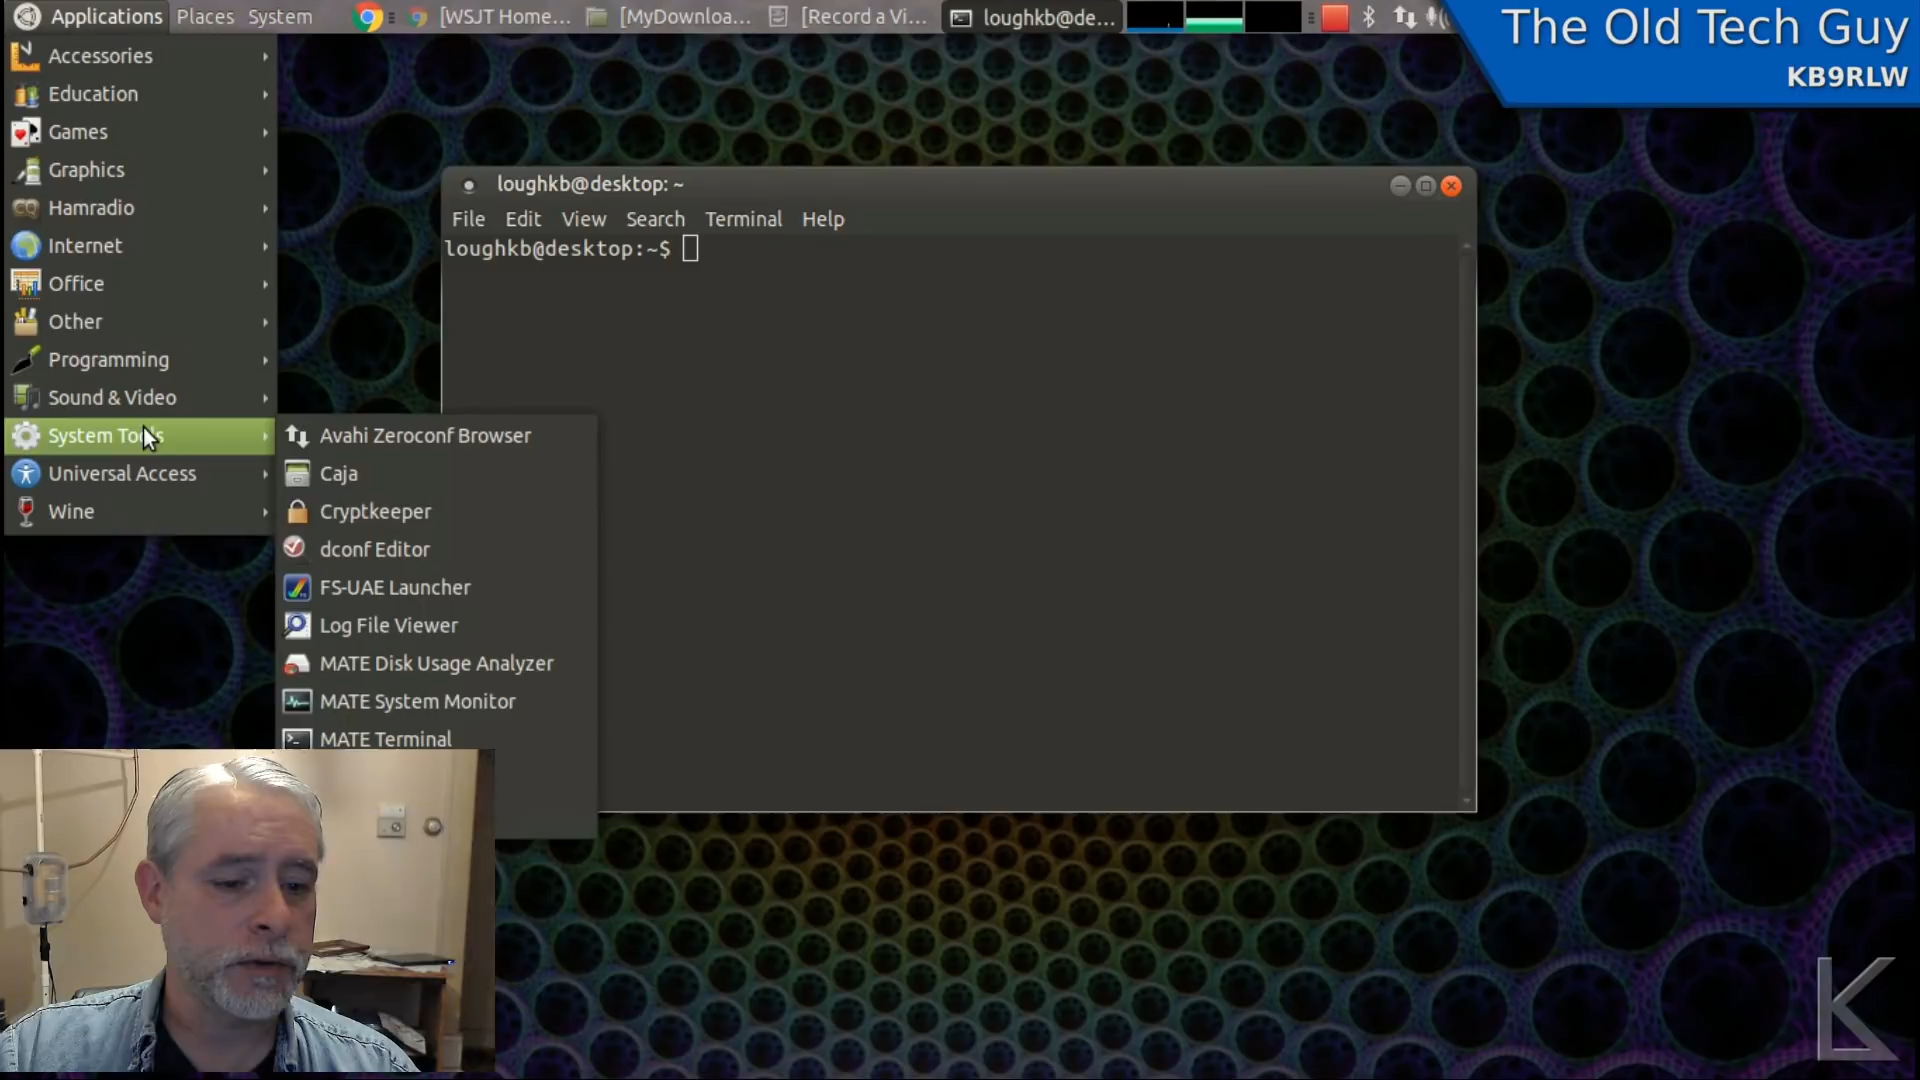 Applications Places System [WSJT Home... [MyDownloa... [Record a Vi... loughkb@de...
The Old Tech Guy
KB9RLW
Accessories
Education
Games
Graphics
Hamradio
Internet
Office
Other
Programming
Sound & Video
System Tools
Universal Access
Wine
Avahi Zeroconf Browser
Caja
Cryptkeeper
dconf Editor
FS-UAE Launcher
Log File Viewer
MATE Disk Usage Analyzer
MATE System Monitor
MATE Terminal
loughkb@desktop: ~
File Edit View Search Terminal Help
loughkb@desktop:~$
K